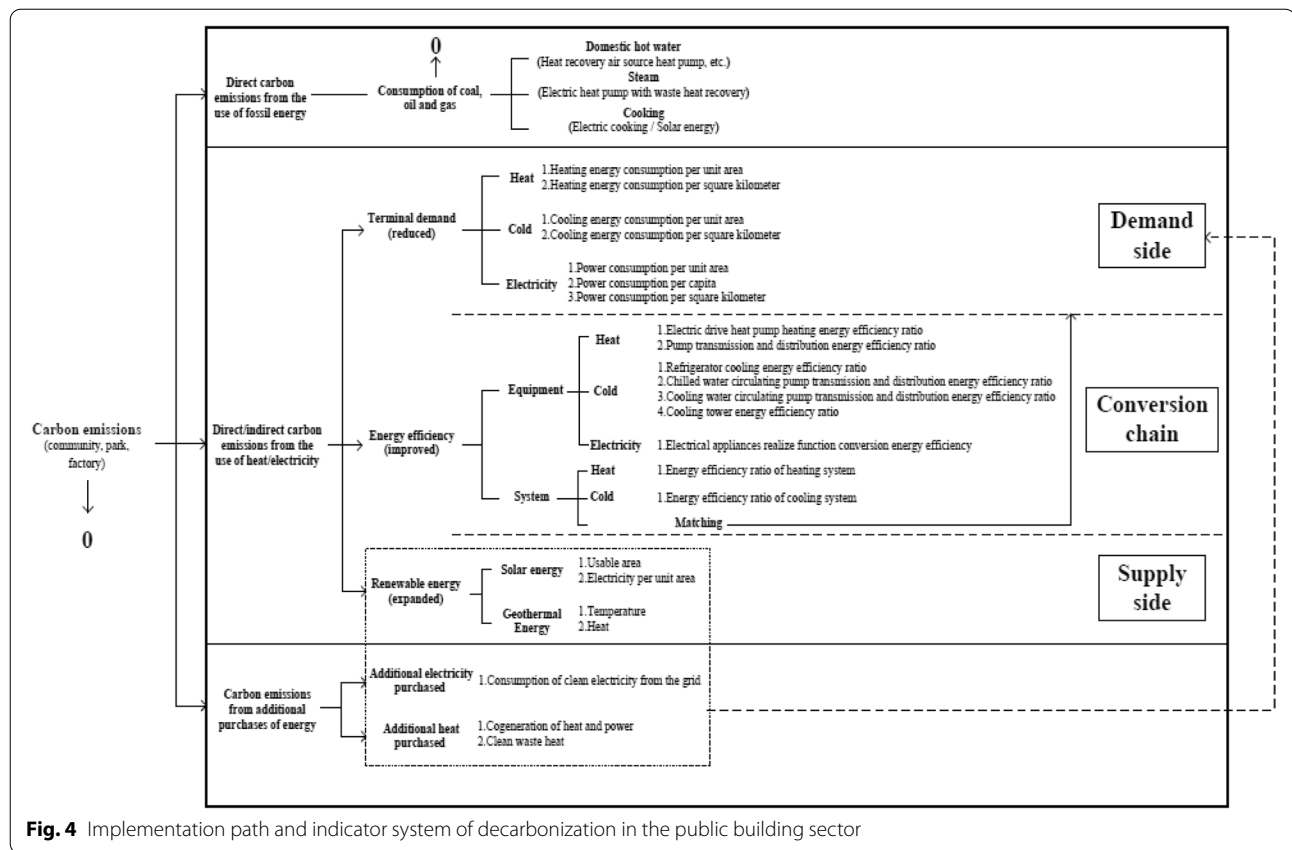 0
Domestic hot water
(Heat recovery air source heat pump, etc.)
Direct carbon
emissions from the
use of fossil energy
Consumption of coal,
oil and gas
Steam
(Electric heat pump with waste heat recovery)
Cooking
(Electric cooking / Solar energy)
Carbon emissions
(community, park,
factory)
0
Direct/indirect carbon
emissions from the
use of heat/electricity
Terminal demand
(reduced)
Heat
1.Heating energy consumption per unit area
2.Heating energy consumption per square kilometer
Cold
1.Cooling energy consumption per unit area
2.Cooling energy consumption per square kilometer
Electricity
1.Power consumption per unit area
2.Power consumption per capita
3.Power consumption per square kilometer
Demand
side
Energy efficiency
(improved)
Equipment
Heat
1.Electric drive heat pump heating energy efficiency ratio
2.Pump transmission and distribution energy efficiency ratio
Cold
1.Refrigerator cooling energy efficiency ratio
2.Chilled water circulating pump transmission and distribution energy efficiency ratio
3.Cooling water circulating pump transmission and distribution energy efficiency ratio
4.Cooling tower energy efficiency ratio
Electricity
1.Electrical appliances realize function conversion energy efficiency
System
Heat
1.Energy efficiency ratio of heating system
Cold
1.Energy efficiency ratio of cooling system
Matching
Conversion
chain
Renewable energy
(expanded)
Solar energy
1.Usable area
2.Electricity per unit area
Geothermal
Energy
1.Temperature
2.Heat
Supply
side
Carbon emissions
from additional
purchases of energy
Additional electricity
purchased
1.Consumption of clean electricity from the grid
Additional heat
purchased
1.Cogeneration of heat and power
2.Clean waste heat
Fig. 4 Implementation path and indicator system of decarbonization in the public building sector